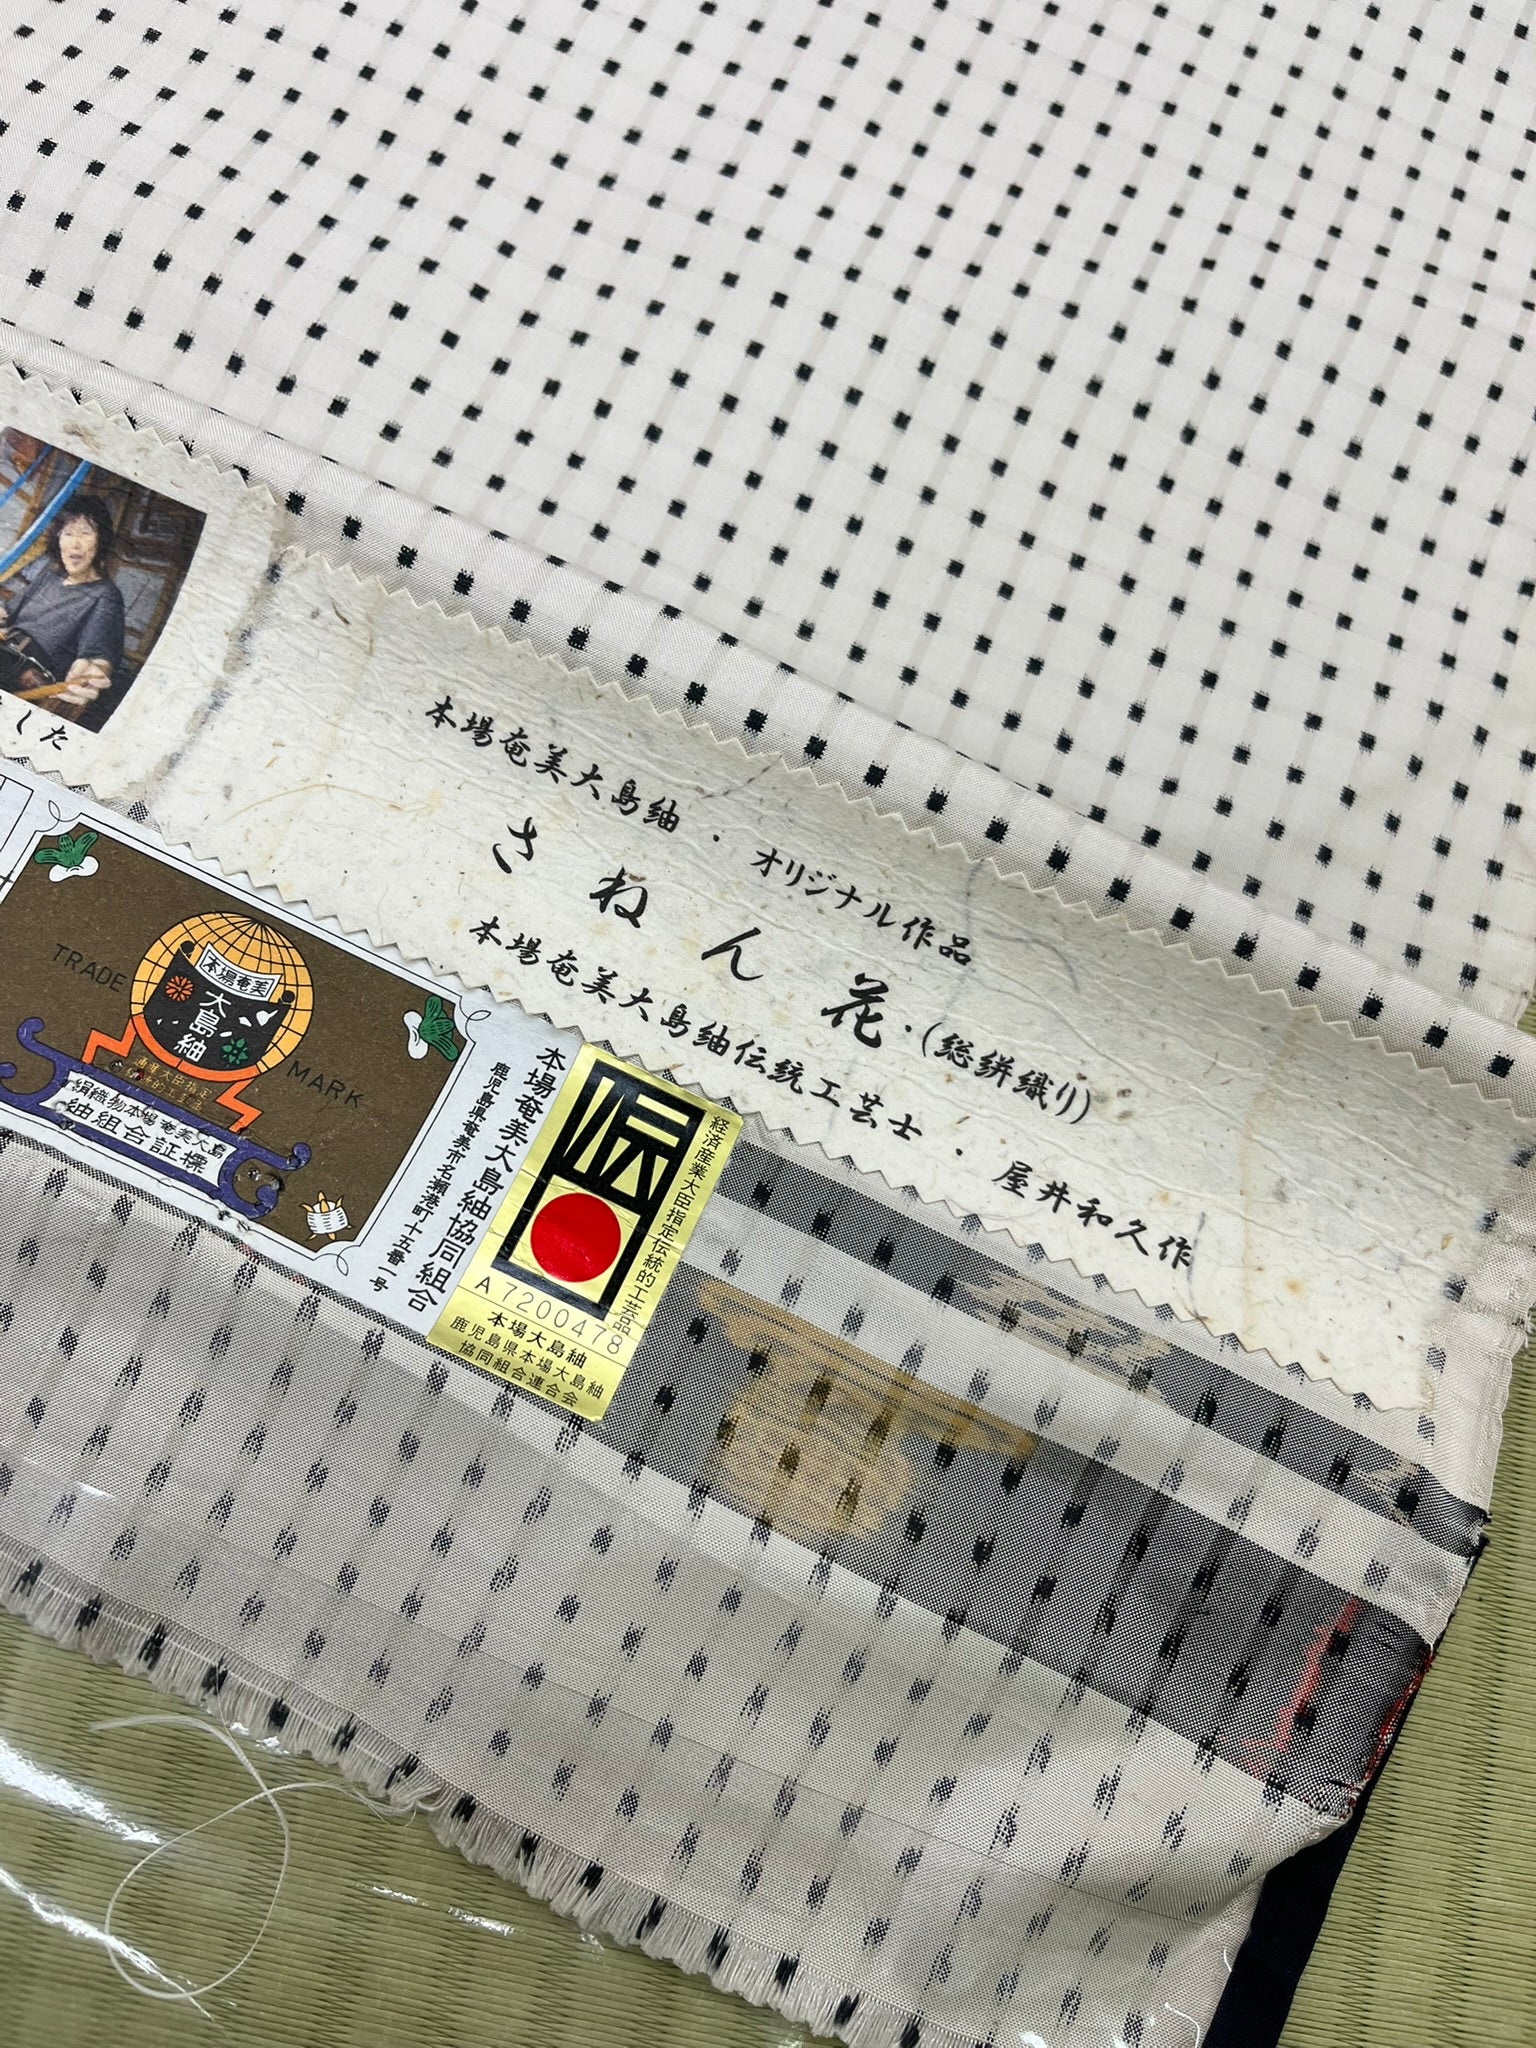 した
本場奄美大島紬・オリジナル作品
さねん花・(総絣織り)
本場奄美大島紬伝統工芸士・屋井和久作
TRADE
MARK
本場奄美
大島紬
絹織物本場奄美大島
紬組合証標
本場奄美大島紬協同組合
鹿児島県奄美市名瀬港町十五番一号
伝
経済産業大臣指定伝統的工芸品
A 7200478
本場大島紬
鹿児島県本場大島紬
協同組合連合会